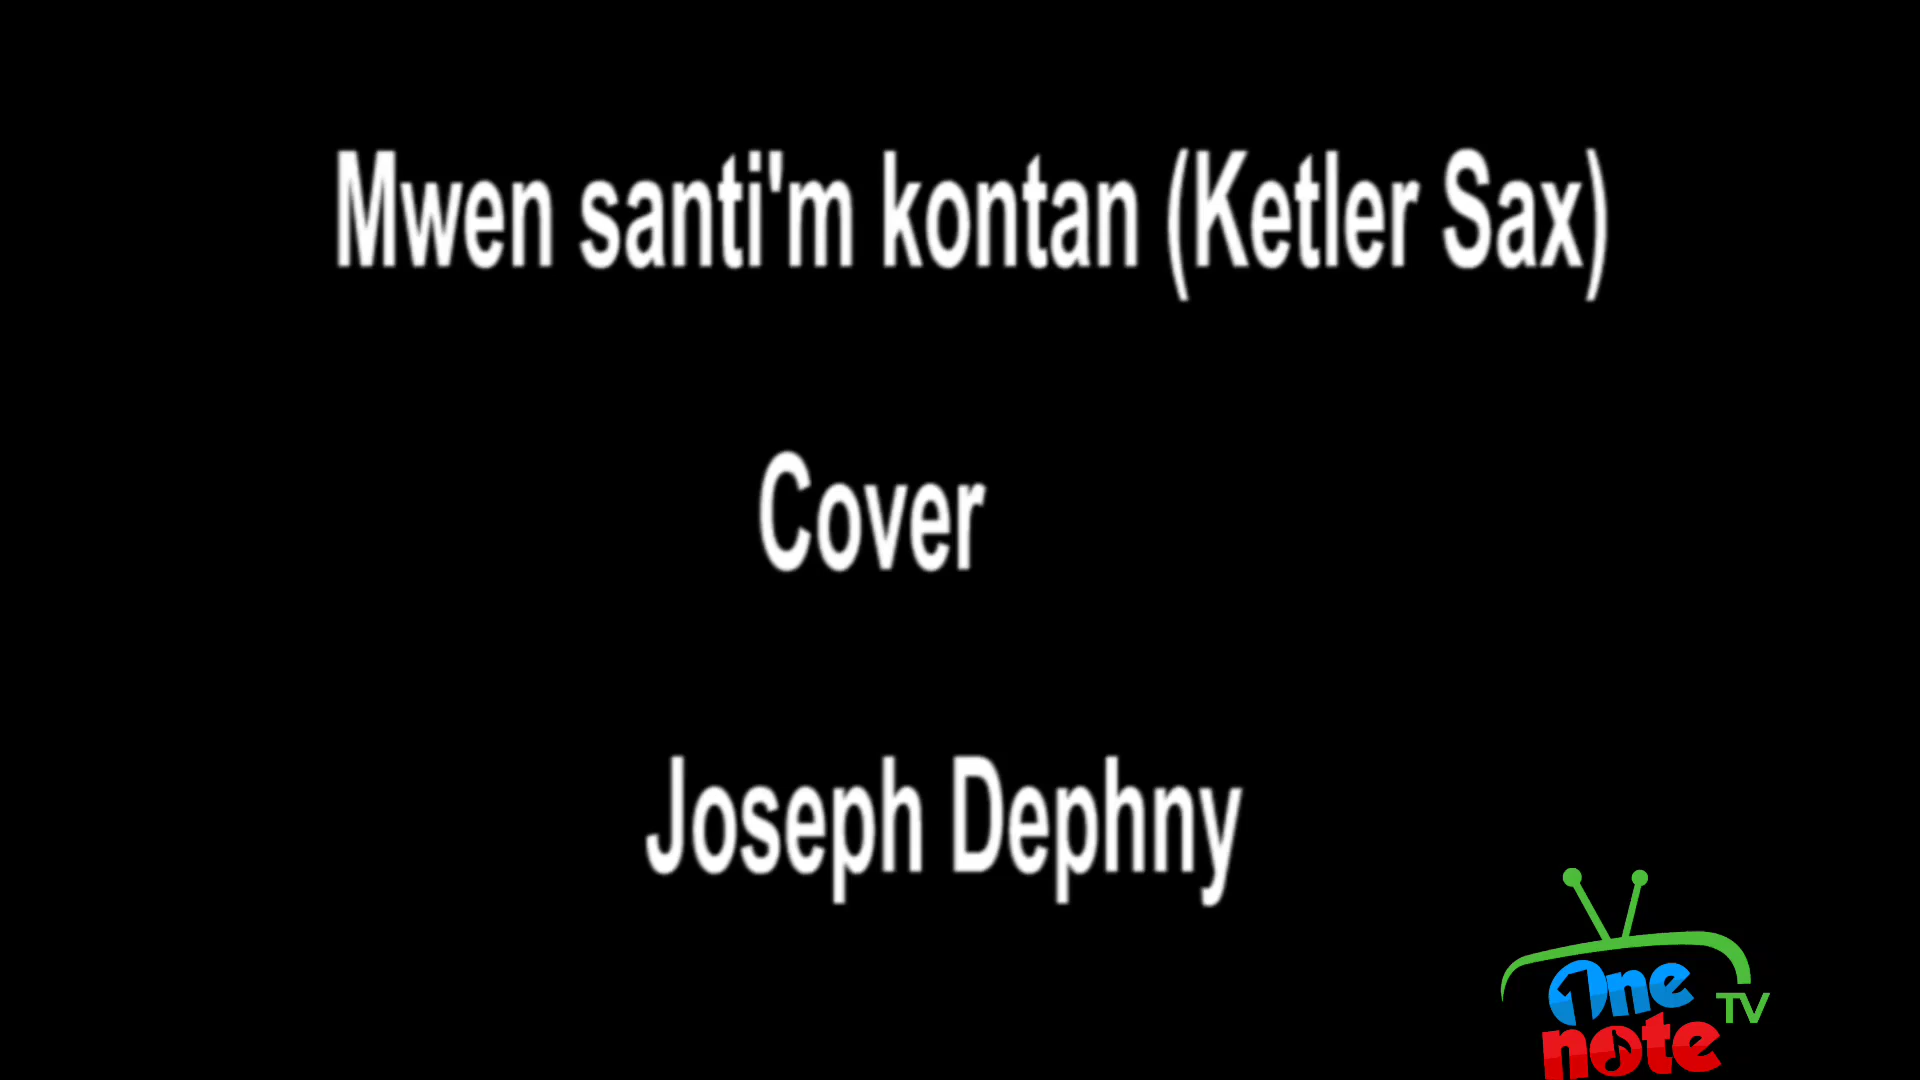 Mwen santi'm kontan (Ketler Sax)
Cover
Joseph Dephny
One
note TV